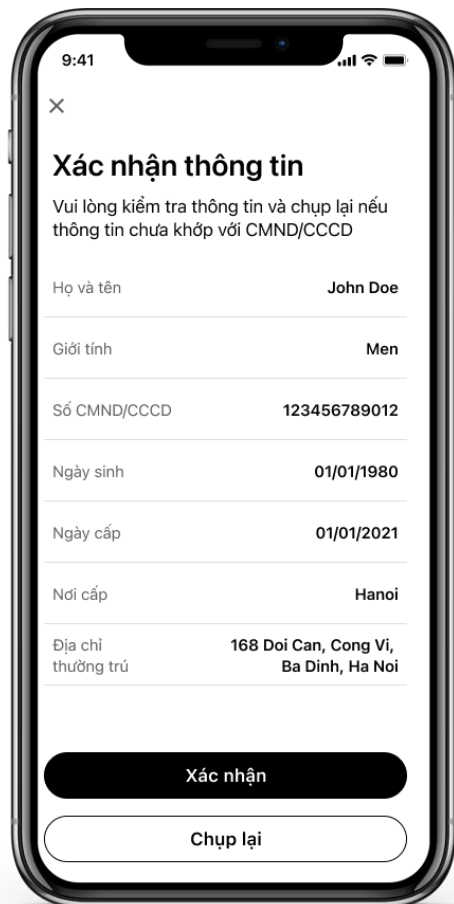 9:41
Xác nhận thông tin
Vui lòng kiểm tra thông tin và chụp lại nếu
thông tin chưa khớp với CMND/CCCD
Họ và tên John Doe
Giới tính Men
Số CMND/CCCD 123456789012
Ngày sinh 01/01/1980
Ngày cấp 01/01/2021
Nơi cấp Hanoi
Địa chỉ 168 Doi Can, Cong Vi,
thường trú Ba Dinh, Ha Noi
Xác nhận
Chụp lại